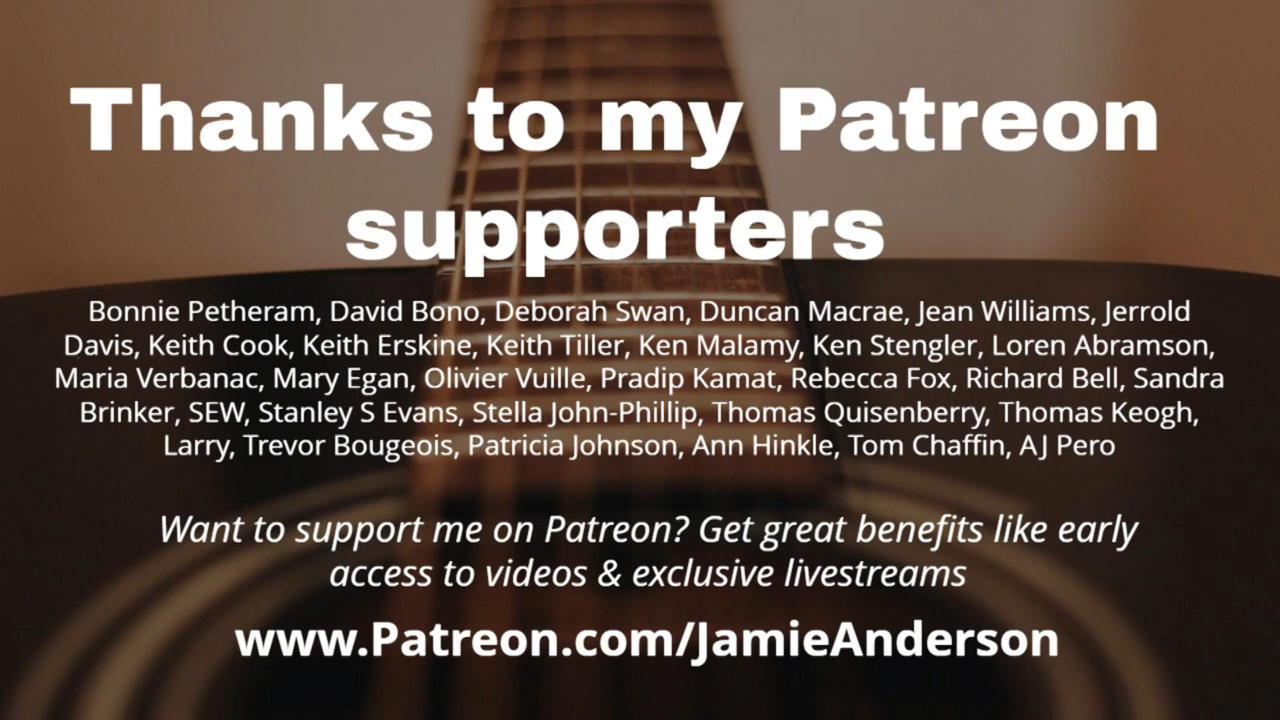 Thanks to my Patreon
supporters
Bonnie Petheram, David Bono, Deborah Swan, Duncan Macrae, Jean Williams, Jerrold
Davis, Keith Cook, Keith Erskine, Keith Tiller, Ken Malamy, Ken Stengler, Loren Abramson,
Maria Verbanac, Mary Egan, Olivier Vuille, Pradip Kamat, Rebecca Fox, Richard Bell, Sandra
Brinker, SEW, Stanley S Evans, Stella John-Phillip, Thomas Quisenberry, Thomas Keogh,
Larry, Trevor Bougeois, Patricia Johnson, Ann Hinkle, Tom Chaffin, AJ Pero
Want to support me on Patreon? Get great benefits like early
access to videos & exclusive livestreams
www.Patreon.com/JamieAnderson